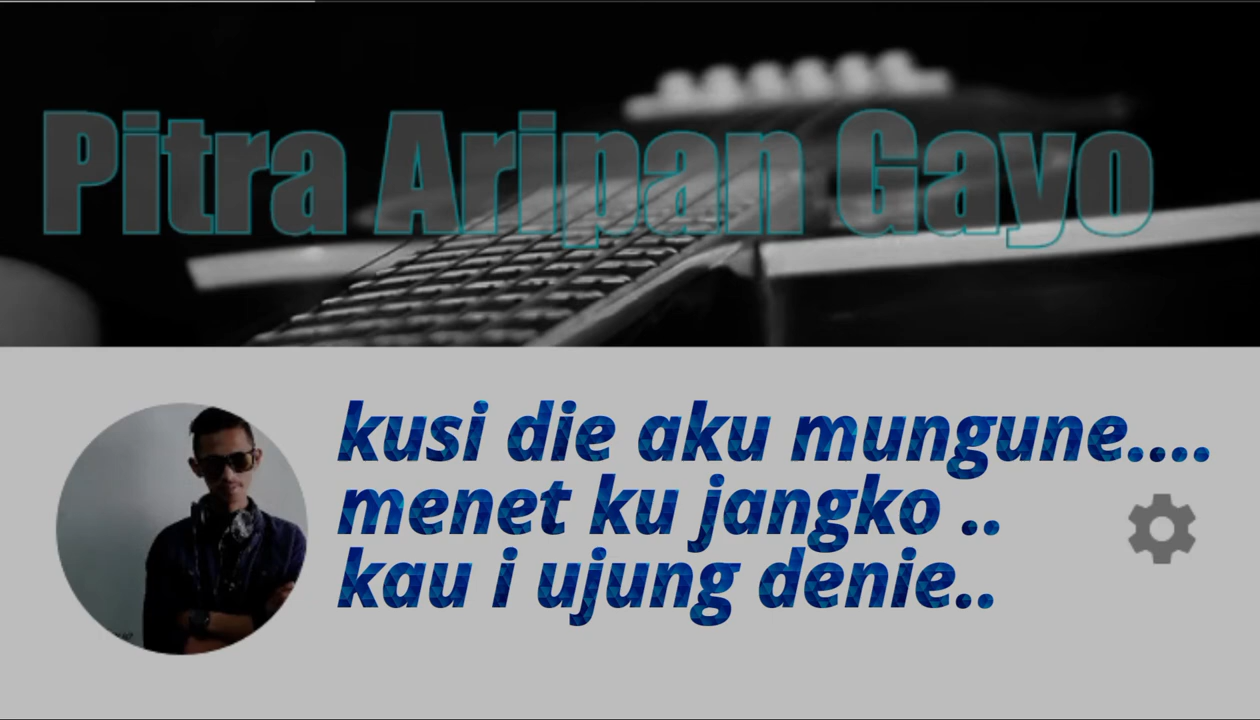 Pitra Aripan Gayo
kusi die aku mungune....
menet ku jangko ..
kau i ujung denie..